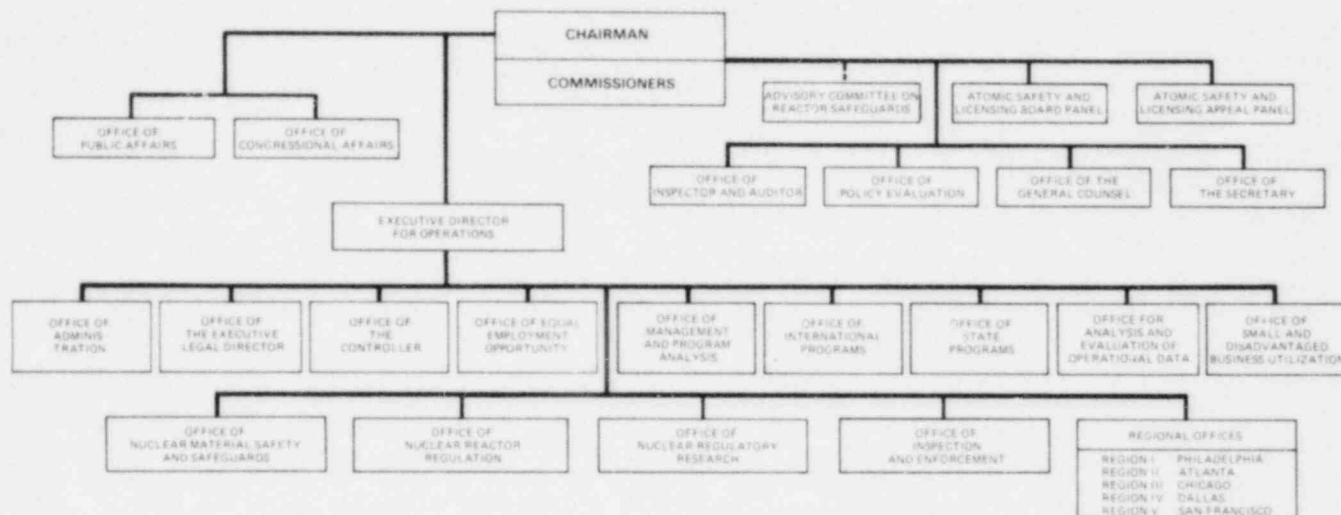 CHAIRMAN
COMMISSIONERS
ADVISORY COMMITTEE ON
REACTOR SAFEGUARDS
ATOMIC SAFETY AND
LICENSING BOARD PANEL
ATOMIC SAFETY AND
LICENSING APPEAL PANEL
OFFICE OF
PUBLIC AFFAIRS
OFFICE OF
CONGRESSIONAL AFFAIRS
OFFICE OF
INSPECTOR AND AUDITOR
OFFICE OF
POLICY EVALUATION
OFFICE OF THE
GENERAL COUNSEL
OFFICE OF
THE SECRETARY
EXECUTIVE DIRECTOR
FOR OPERATIONS
OFFICE OF
ADMINIS-
TRATION
OFFICE OF
THE EXECUTIVE
LEGAL DIRECTOR
OFFICE OF
THE
CONTROLLER
OFFICE OF EQUAL
EMPLOYMENT
OPPORTUNITY
OFFICE OF
MANAGEMENT
AND PROGRAM
ANALYSIS
OFFICE OF
INTERNATIONAL
PROGRAMS
OFFICE OF
STATE
PROGRAMS
OFFICE FOR
ANALYSIS AND
EVALUATION OF
OPERATIONAL DATA
OFFICE OF
SMALL AND
DISADVANTAGED
BUSINESS UTILIZATION
OFFICE OF
NUCLEAR MATERIAL SAFETY
AND SAFEGUARDS
OFFICE OF
NUCLEAR REACTOR
REGULATION
OFFICE OF
NUCLEAR REGULATORY
RESEARCH
OFFICE OF
INSPECTION
AND ENFORCEMENT
REGIONAL OFFICES
REGION I PHILADELPHIA
REGION II ATLANTA
REGION III CHICAGO
REGION IV DALLAS
REGION V SAN FRANCISCO